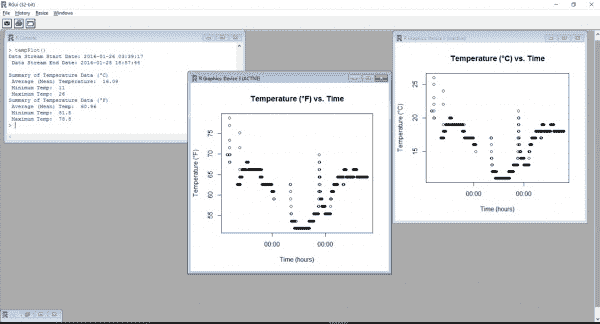 RGui (32-bit)
File History Resize Windows
R Console
> tempPlot()
Data Stream Start Date: 2016-01-26 03:39:17
Data Stream End Date: 2016-01-28 18:57:46
Summary of Temperature Data (°C)
Average (Mean) Temperature: 16.09
Minimum Temp: 11
Maximum Temp: 26
Summary of Temperature Data (°F)
Average (Mean) Temp: 60.96
Minimum Temp: 51.8
Maximum Temp: 78.8
>
R Graphics: Device 3 (ACTIVE)
Temperature (°F) vs. Time
Temperature (°F)
75
70
65
60
55
00:00
00:00
Time (hours)
R Graphics: Device 2 (inactive)
Temperature (°C) vs. Time
Temperature (°C)
25
20
15
00:00
00:00
Time (hours)